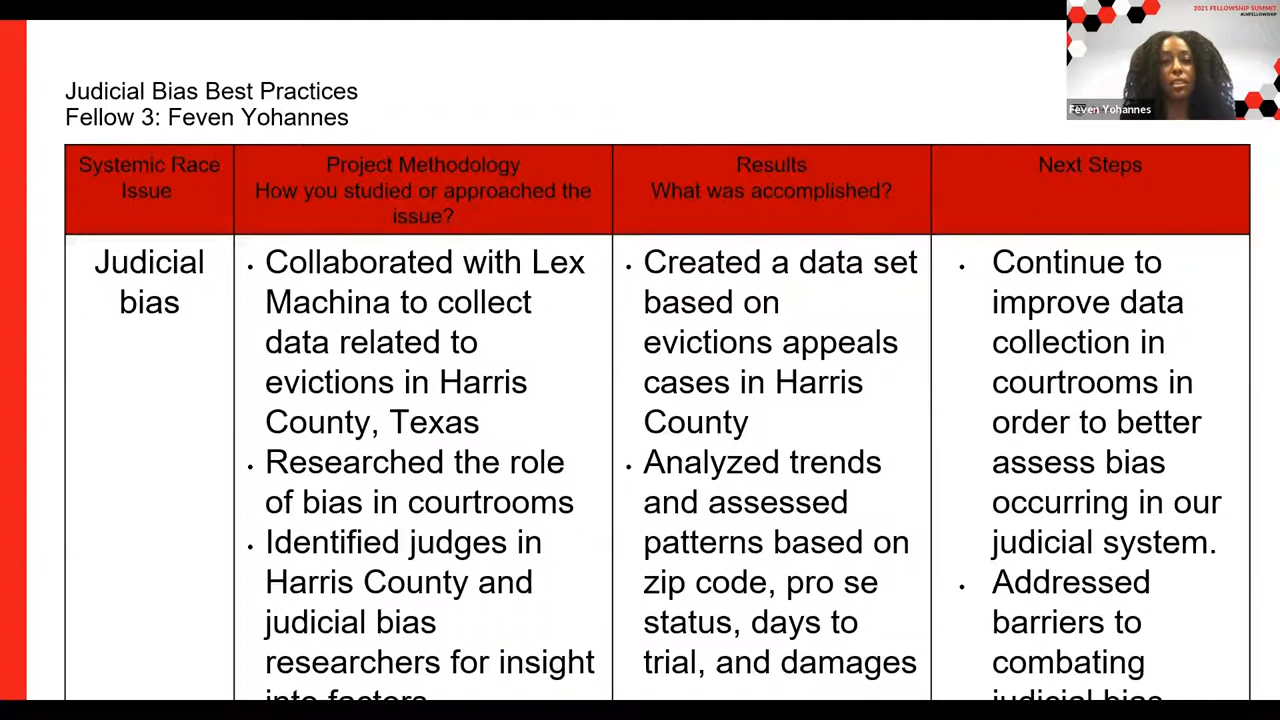 2021 FELLOWSHIP SUMMIT
#LNFELLOWSHIP
Feven Yohannes
Judicial Bias Best Practices
Fellow 3: Feven Yohannes
Systemic Race
Issue
Project Methodology
How you studied or approached the
issue?
Results
What was accomplished?
Next Steps
Judicial
bias
• Collaborated with Lex
Machina to collect
data related to
evictions in Harris
County, Texas
• Researched the role
of bias in courtrooms
• Identified judges in
Harris County and
judicial bias
researchers for insight
into factors
• Created a data set
based on
evictions appeals
cases in Harris
County
• Analyzed trends
and assessed
patterns based on
zip code, pro se
status, days to
trial, and damages
• Continue to
improve data
collection in
courtrooms in
order to better
assess bias
occurring in our
judicial system.
• Addressed
barriers to
combating
judicial bias